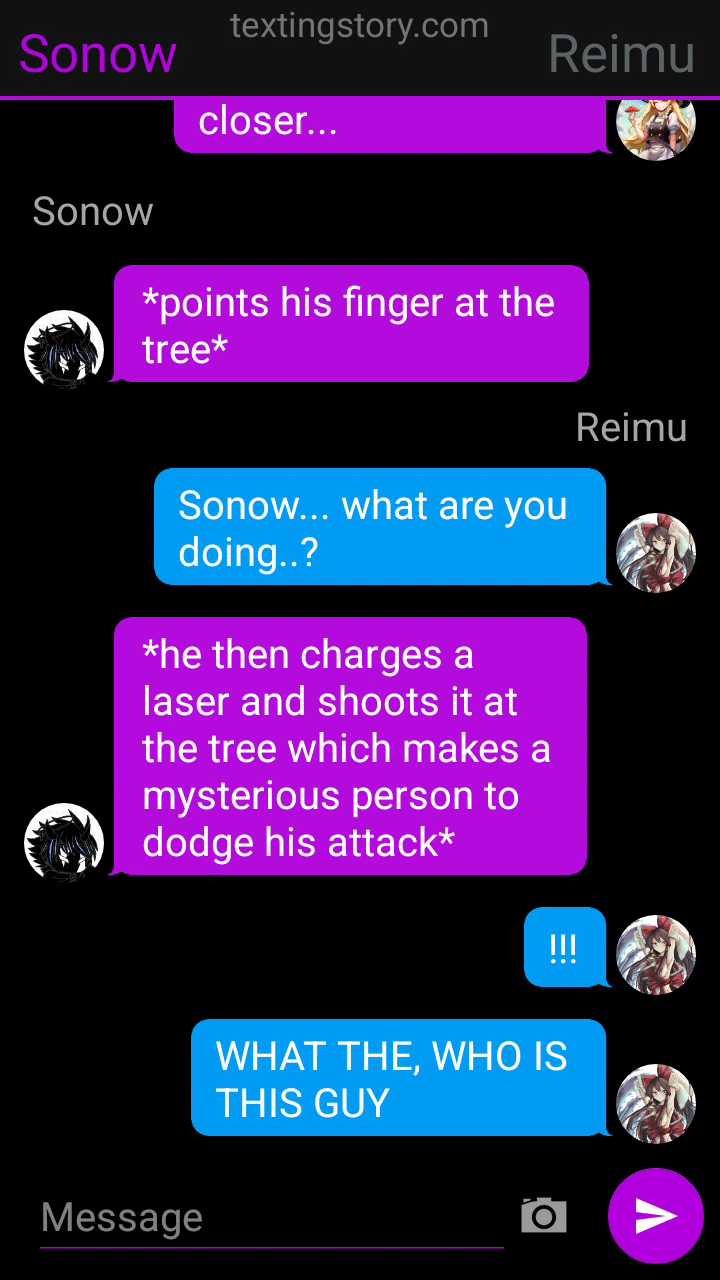 textingstory.com
Sonow
Reimu
closer...
Sonow
*points his finger at the
tree*
Reimu
Sonow... what are you
doing..?
*he then charges a
laser and shoots it at
the tree which makes a
mysterious person to
dodge his attack*
!!!
WHAT THE, WHO IS
THIS GUY
Message